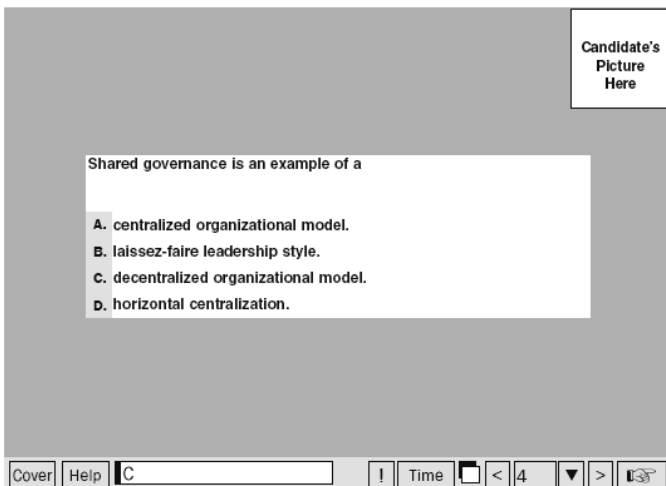 Candidate's
Picture
Here
Shared governance is an example of a
A. centralized organizational model.
B. laissez-faire leadership style.
C. decentralized organizational model.
D. horizontal centralization.
Cover Help C ! Time < 4 ▼ >